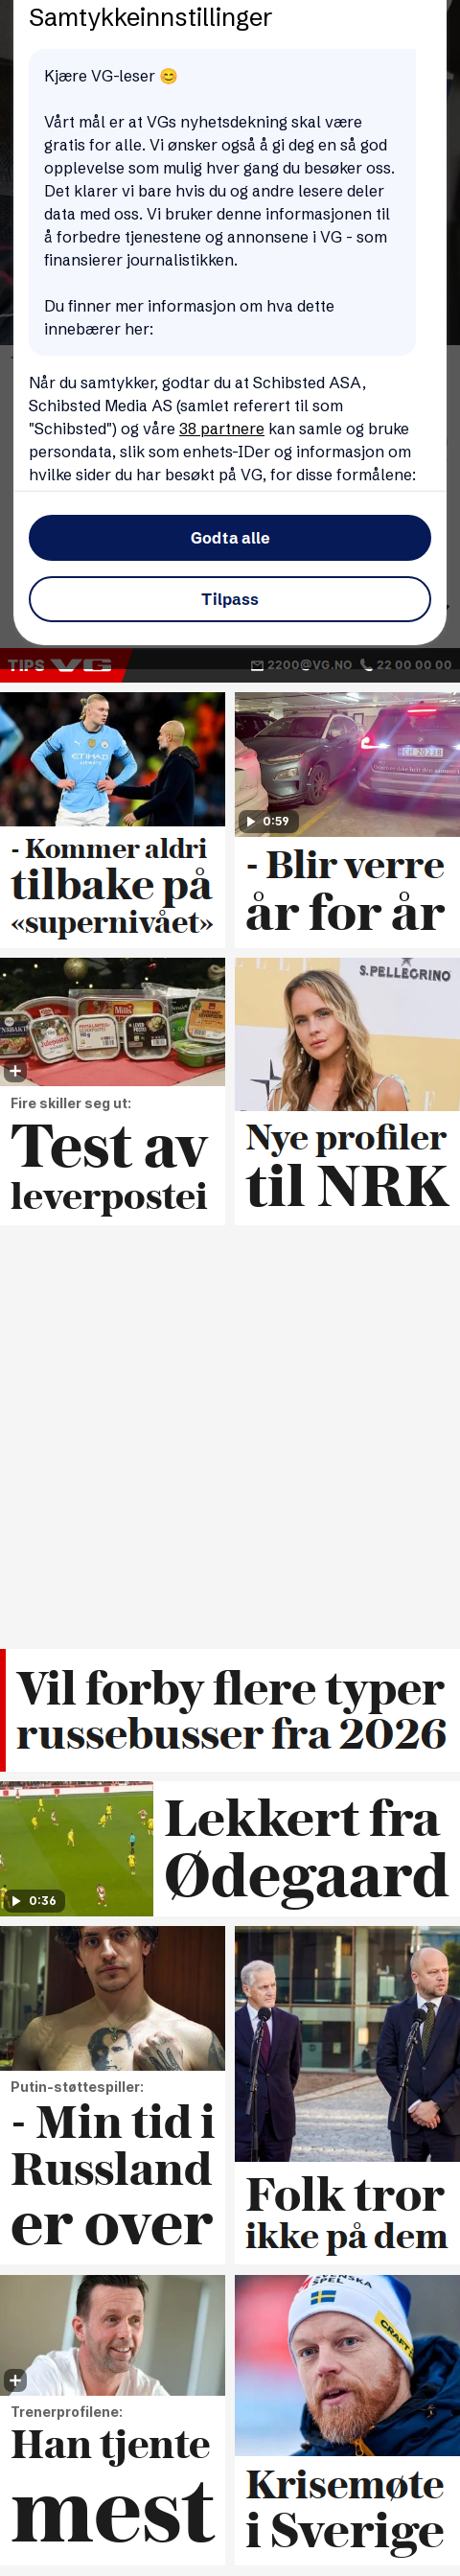 Samtykkeinnstillinger
Kjære VG-leser 😊
Vårt mål er at VGs nyhetsdekning skal være
gratis for alle. Vi ønsker også å gi deg en så god
opplevelse som mulig hver gang du besøker oss.
Det klarer vi bare hvis du og andre lesere deler
data med oss. Vi bruker denne informasjonen til
å forbedre tjenestene og annonsene i VG - som
finansierer journalistikken.
Du finner mer informasjon om hva dette
innebærer her:
Når du samtykker, godtar du at Schibsted ASA,
Schibsted Media AS (samlet referert til som
"Schibsted") og våre 38 partnere kan samle og bruke
persondata, slik som enhets-IDer og informasjon om
hvilke sider du har besøkt på VG, for disse formålene:
Godta alle
Tilpass
TIPS VG 2200@VG.NO 22 00 00 00
ETIHAD
AIRWAYS
0:59
- Kommer aldri
tilbake på
«supernivået»
- Blir verre
år for år
S.PELLEGRINO
Fire skiller seg ut:
Test av
leverpostei
Nye profiler
til NRK
Vil forby flere typer
russebusser fra 2026
0:36
Lekkert fra
Ødegaard
Putin-støttespiller:
- Min tid i
Russland
er over
Folk tror
ikke på dem
SVENSKA
SPEL
CRAFT
Trenerprofilene:
Han tjente
mest
Krisemøte
i Sverige